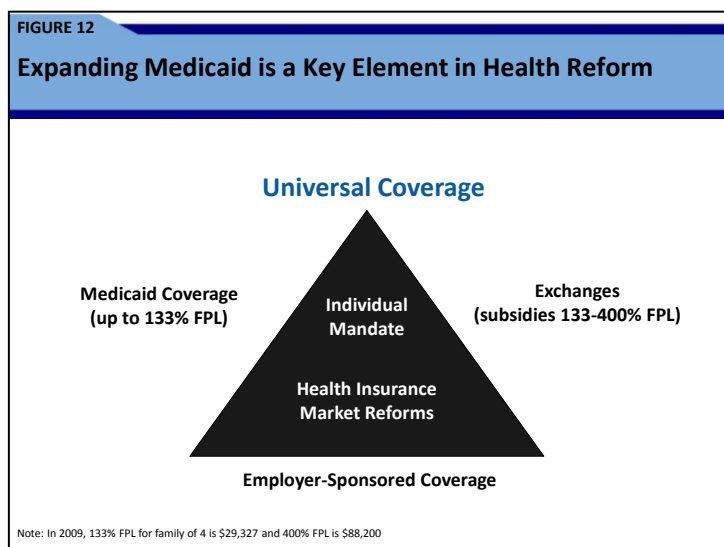 FIGURE 12
Expanding Medicaid is a Key Element in Health Reform
Universal Coverage
Medicaid Coverage
(up to 133% FPL)
Individual
Mandate
Exchanges
(subsidies 133-400% FPL)
Health Insurance
Market Reforms
Employer-Sponsored Coverage
Note: In 2009, 133% FPL for family of 4 is $29,327 and 400% FPL is $88,200